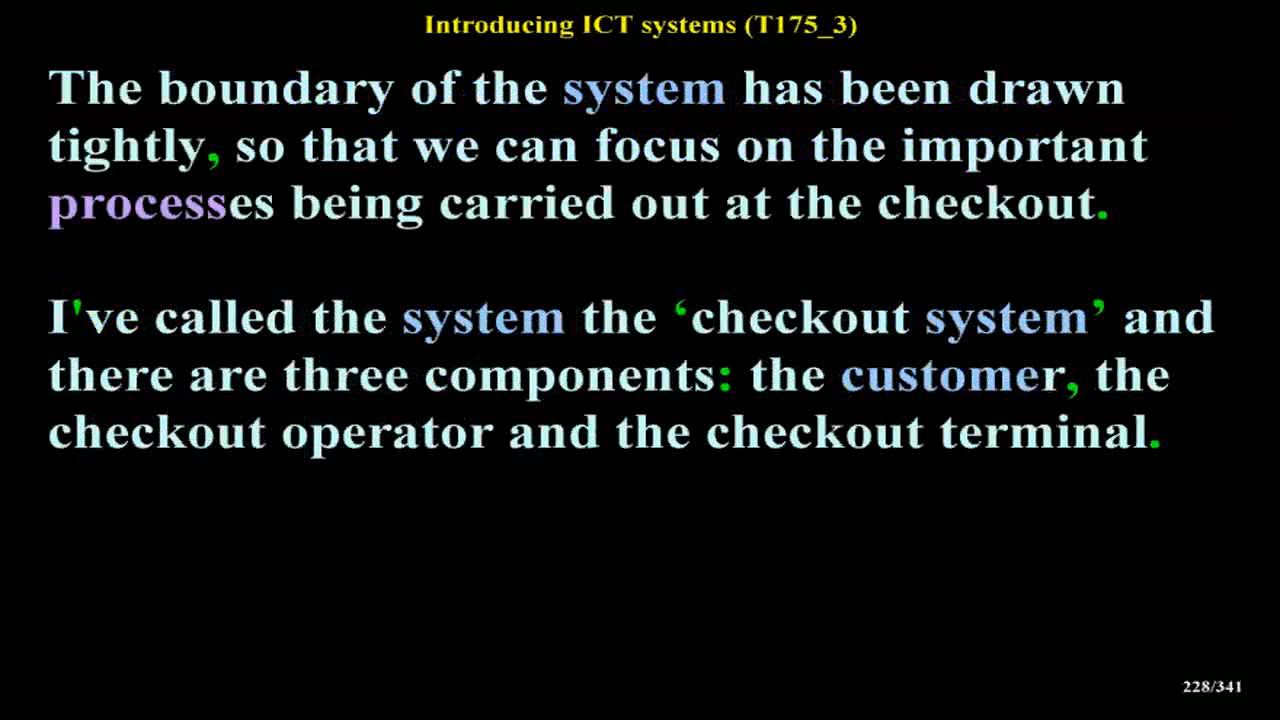 Introducing ICT systems (T175_3)
The boundary of the system has been drawn
tightly, so that we can focus on the important
processes being carried out at the checkout.
I've called the system the ‘checkout system’ and
there are three components: the customer, the
checkout operator and the checkout terminal.
228/341